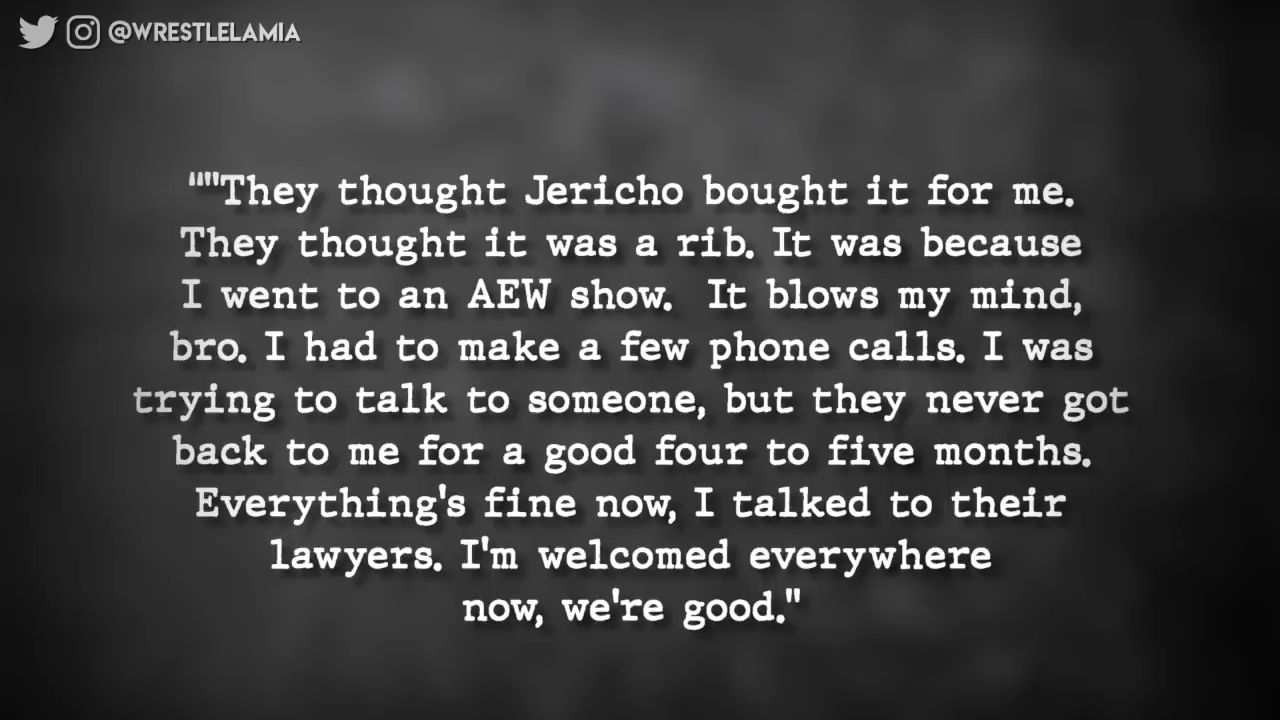 @WRESTLELAMIA
“""They thought Jericho bought it for me.
They thought it was a rib. It was because
I went to an AEW show.  It blows my mind,
bro. I had to make a few phone calls. I was
trying to talk to someone, but they never got
back to me for a good four to five months.
Everything's fine now, I talked to their
lawyers. I'm welcomed everywhere
now, we're good."